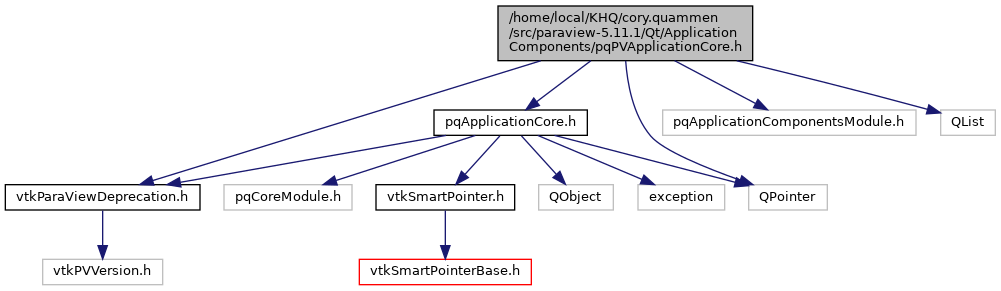 /home/local/KHQ/cory.quammen
/src/paraview-5.11.1/Qt/Application
Components/pqPVApplicationCore.h
pqApplicationCore.h
pqApplicationComponentsModule.h
QList
vtkParaViewDeprecation.h
pqCoreModule.h
vtkSmartPointer.h
QObject
exception
QPointer
vtkPVVersion.h
vtkSmartPointerBase.h